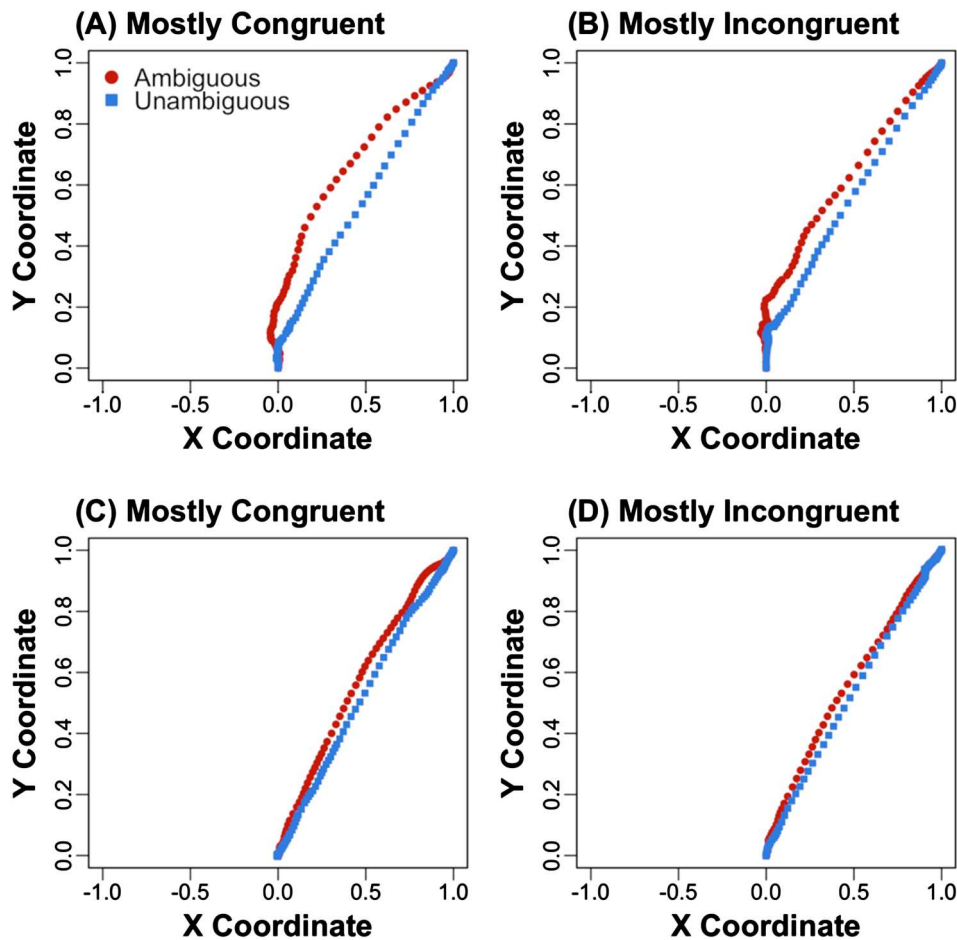 (A) Mostly Congruent
Ambiguous
Unambiguous
Y Coordinate
0.0 0.2 0.4 0.6 0.8 1.0
-1.0 -0.5 0.0 0.5 1.0
X Coordinate
(B) Mostly Incongruent
Y Coordinate
0.0 0.2 0.4 0.6 0.8 1.0
-1.0 -0.5 0.0 0.5 1.0
X Coordinate
(C) Mostly Congruent
Y Coordinate
0.0 0.2 0.4 0.6 0.8 1.0
-1.0 -0.5 0.0 0.5 1.0
X Coordinate
(D) Mostly Incongruent
Y Coordinate
0.0 0.2 0.4 0.6 0.8 1.0
-1.0 -0.5 0.0 0.5 1.0
X Coordinate